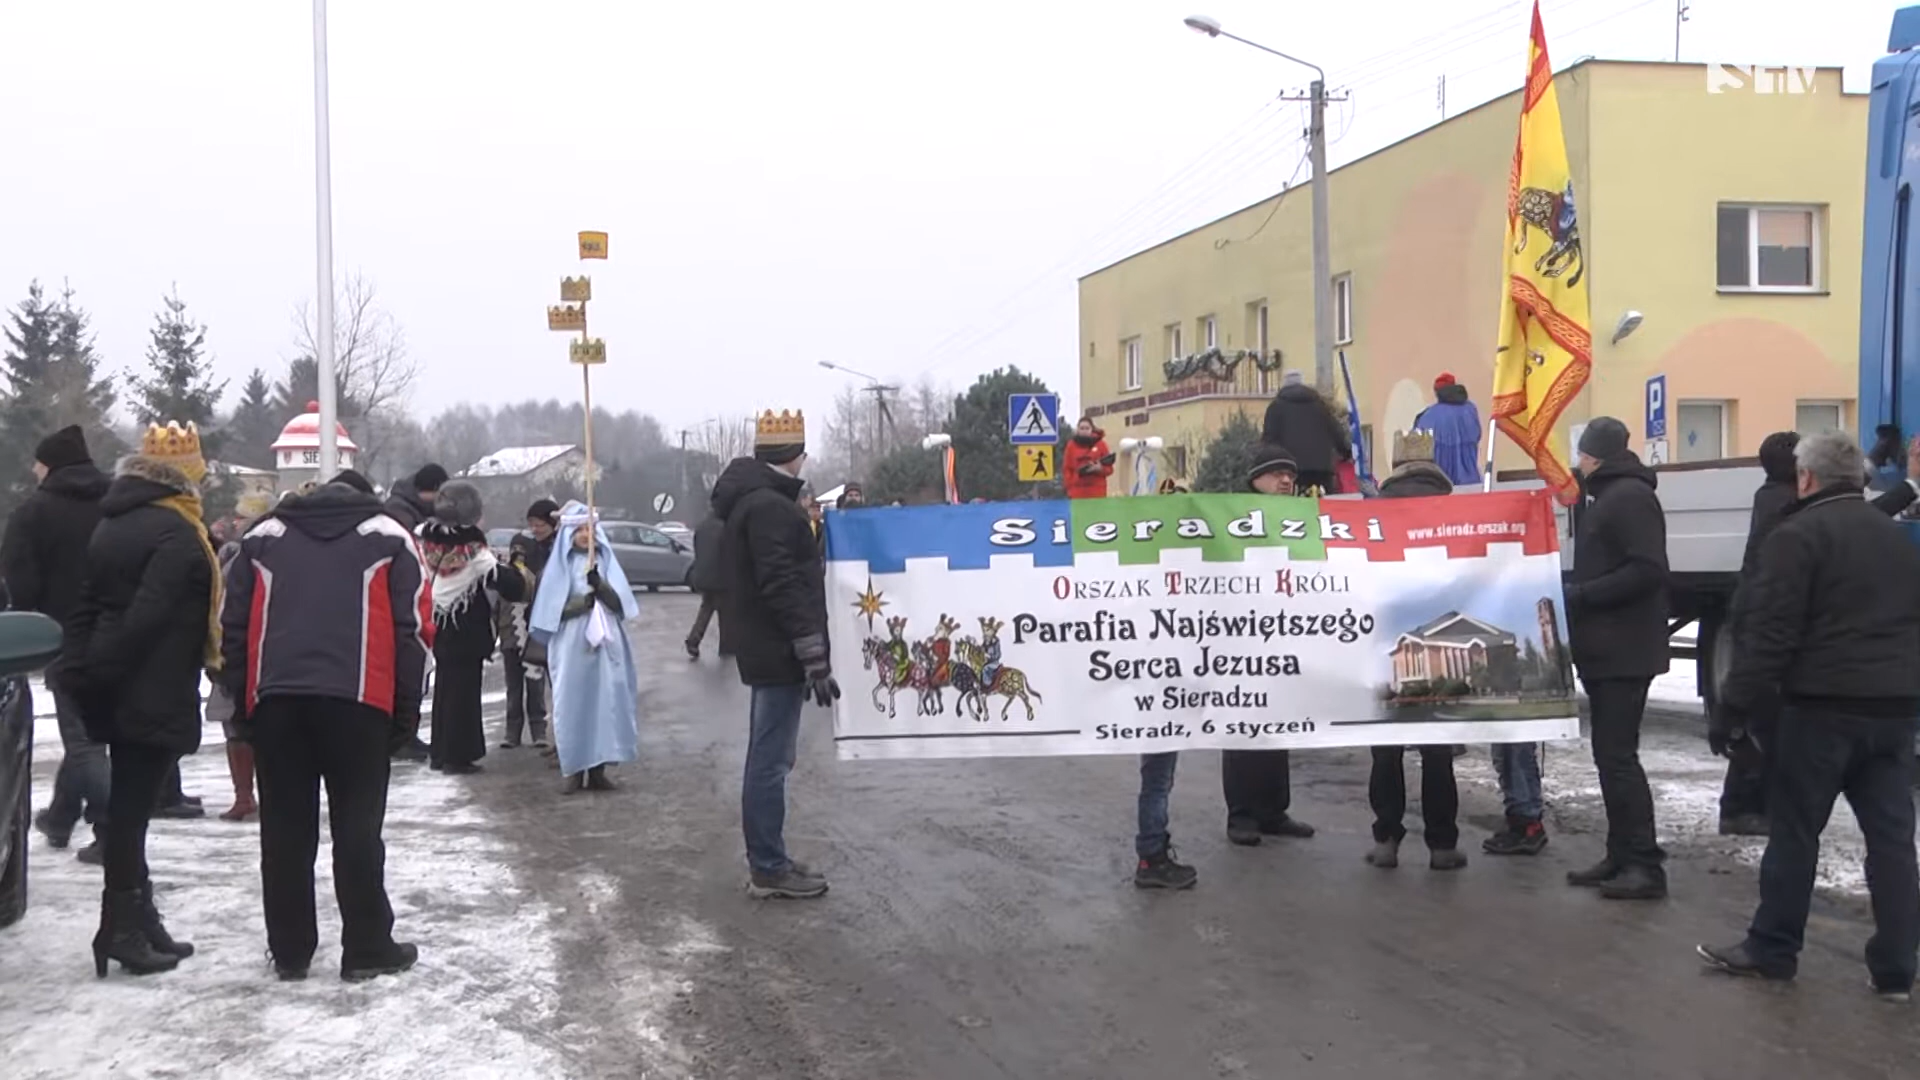 STV
Sieradzki
www.sieradz.orszak.org
ORSZAK TRZECH KRÓLI
Parafia Najświętszego
Serca Jezusa
w Sieradzu
Sieradz, 6 styczeń
P